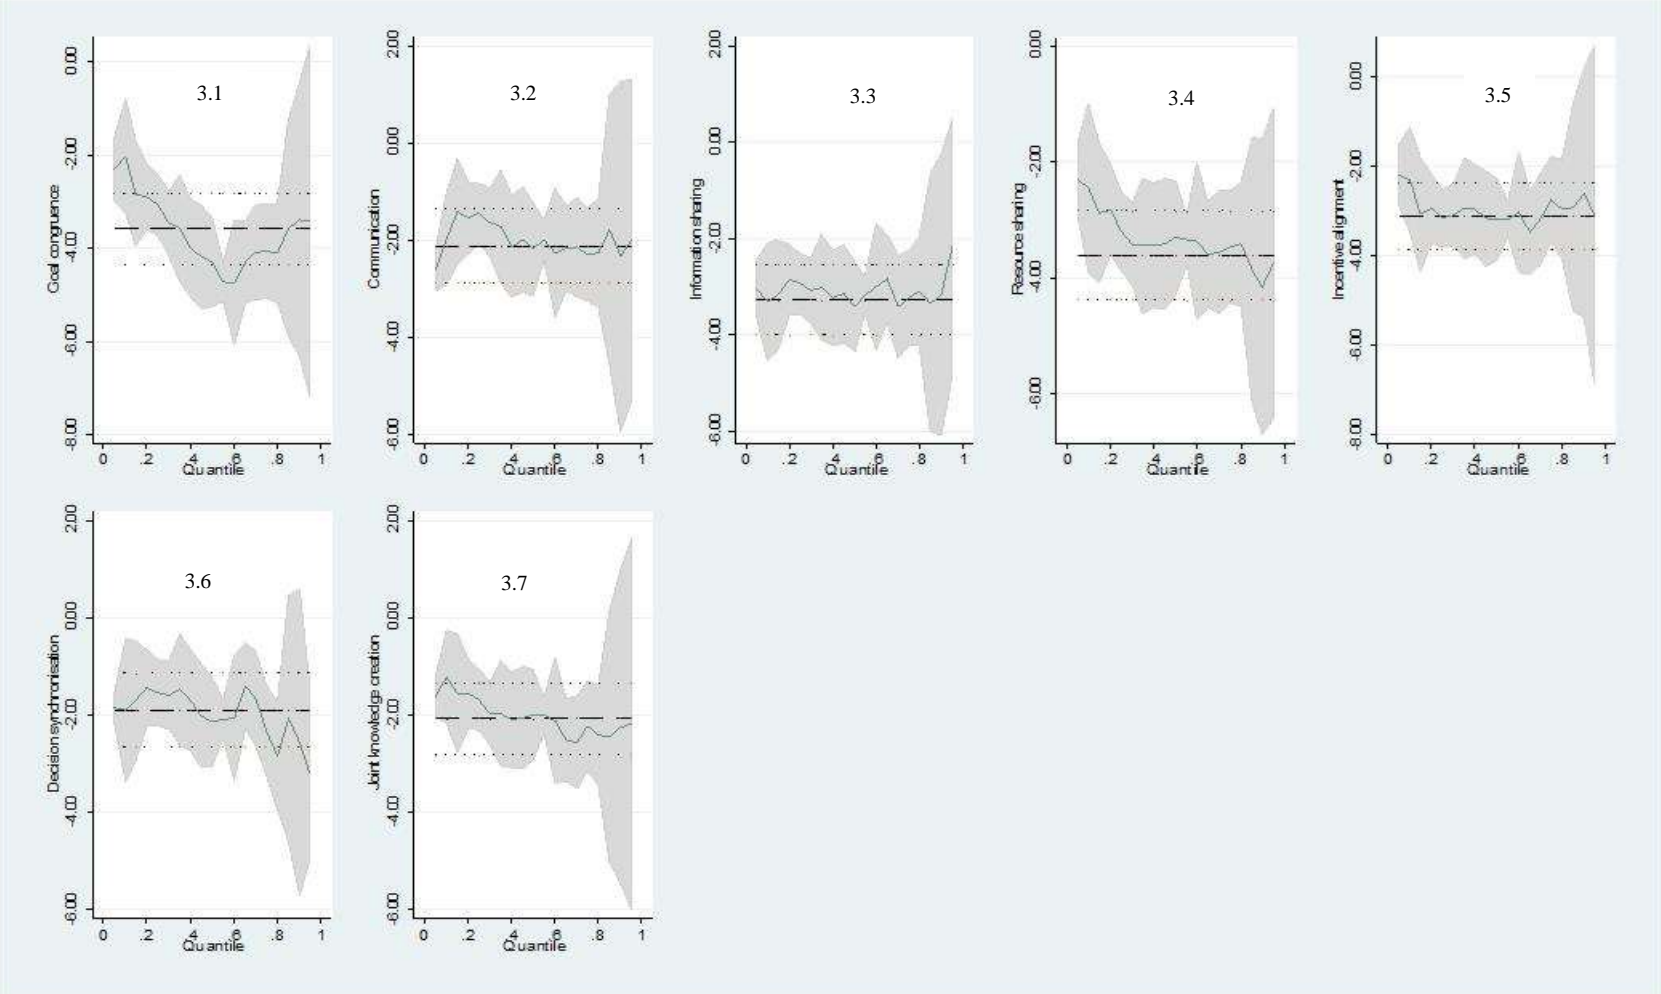 3.1
Goal congruence
0.00
-2.00
-4.00
-6.00
-8.00
0 .2 .4 .6 .8 1
Quantile
3.2
Communication
2.00
0.00
-2.00
-4.00
-6.00
0 .2 .4 .6 .8 1
Quantile
3.3
Information sharing
2.00
0.00
-2.00
-4.00
-6.00
0 .2 .4 .6 .8 1
Quantile
3.4
Resource sharing
0.00
-2.00
-4.00
-6.00
0 .2 .4 .6 .8 1
Quantile
3.5
Incentive alignment
0.00
-2.00
-4.00
-6.00
-8.00
0 .2 .4 .6 .8 1
Quantile
3.6
Decision synchronisation
2.00
0.00
-2.00
-4.00
-6.00
0 .2 .4 .6 .8 1
Quantile
3.7
Joint knowledge creation
2.00
0.00
-2.00
-4.00
-6.00
0 .2 .4 .6 .8 1
Quantile